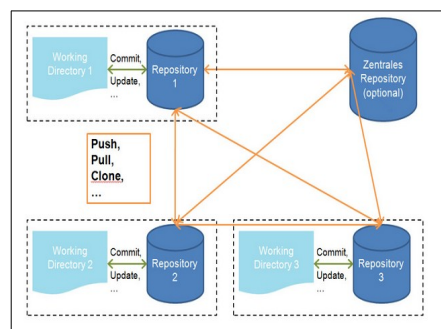 Working
Directory 1
Commit,
Update,
…
Repository
1
Zentrales
Repository
(optional)
Push,
Pull,
Clone,
…
Working
Directory 2
Commit,
Update,
…
Repository
2
Working
Directory 3
Commit,
Update,
…
Repository
3